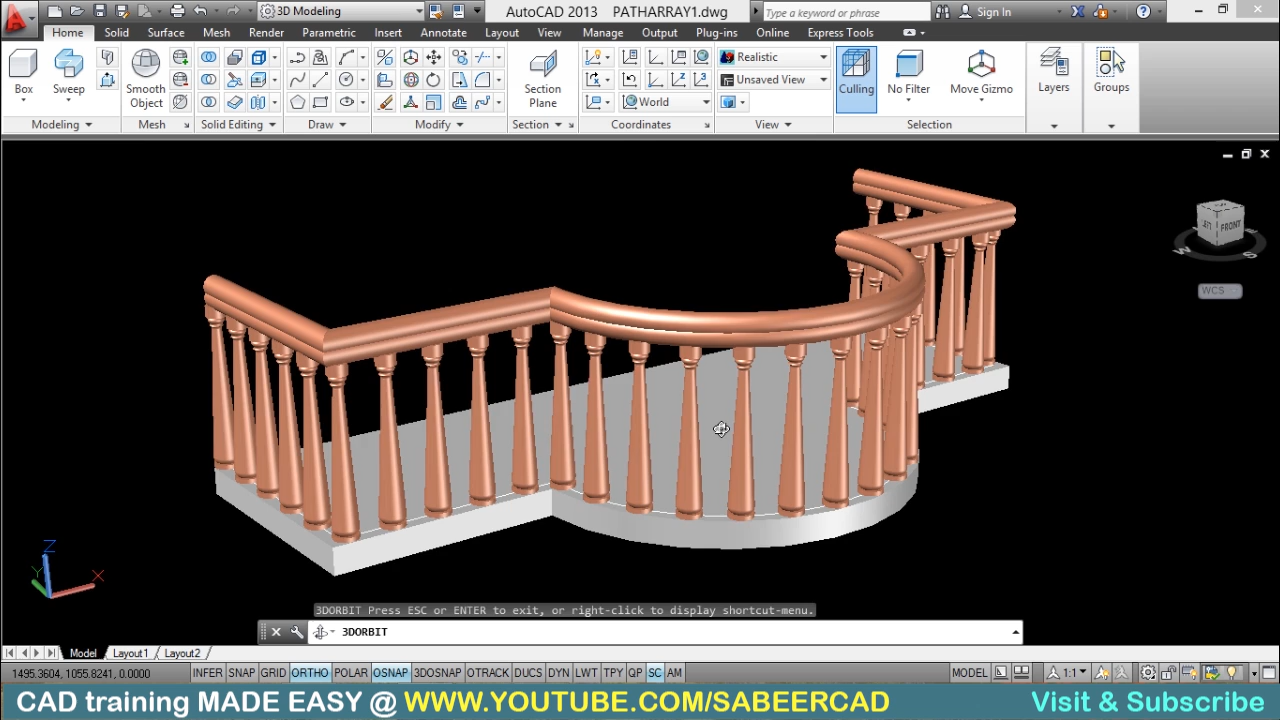 3D Modeling
AutoCAD 2013 PATHARRAY1.dwg
Type a keyword or phrase
Sign In
Home Solid Surface Mesh Render Parametric Insert Annotate Layout View Manage Output Plug-ins Online Express Tools
Box
Sweep
Smooth Object
Section Plane
World
Realistic
Unsaved View
Culling
No Filter
Move Gizmo
Layers
Groups
Modeling Mesh Solid Editing Draw Modify Section Coordinates View Selection
FRONT
W S
WCS
Z
Y X
3DORBIT Press ESC or ENTER to exit, or right-click to display shortcut-menu.
3DORBIT
Model Layout1 Layout2
1495.3604, 1055.8241, 0.0000 INFER SNAP GRID ORTHO POLAR OSNAP 3DOSNAP OTRACK DUCS DYN LWT TPY QP SC AM MODEL 1:1
CAD training MADE EASY @ WWW.YOUTUBE.COM/SABEERCAD Visit & Subscribe